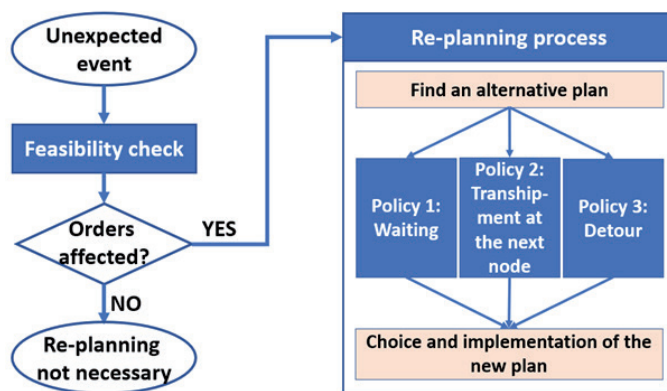 Unexpected
event
Feasibility check
Orders
affected?
YES
NO
Re-planning
not necessary
Re-planning process
Find an alternative plan
Policy 1:
Waiting
Policy 2:
Tranship-
ment at
the next
node
Policy 3:
Detour
Choice and implementation of the
new plan